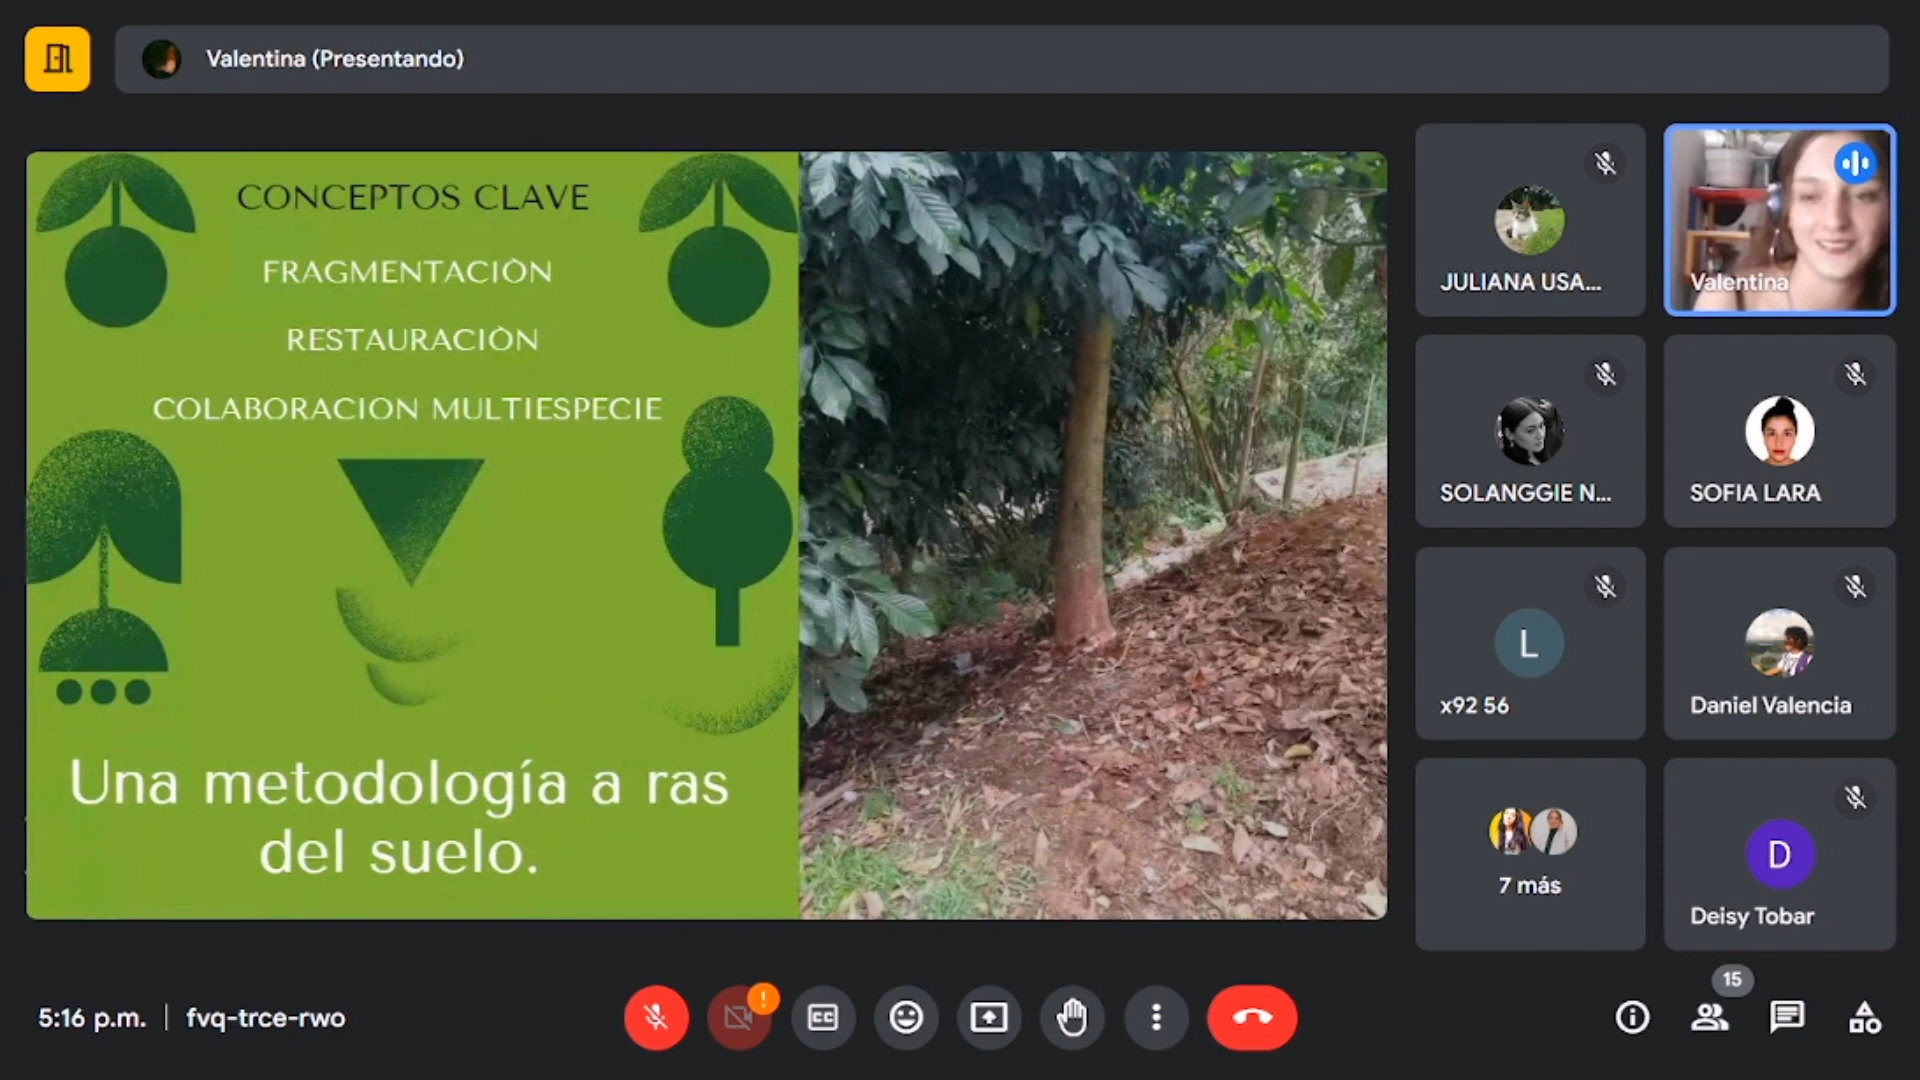 Valentina (Presentando)
CONCEPTOS CLAVE
FRAGMENTACIÒN
RESTAURACIÒN
COLABORACION MULTIESPECIE
Una metodología a ras
del suelo.
JULIANA USA...
Valentina
SOLANGGIE N...
SOFIA LARA
L
x92 56
Daniel Valencia
7 más
D
Deisy Tobar
5:16 p.m. | fvq-trce-rwo
!
CC
15